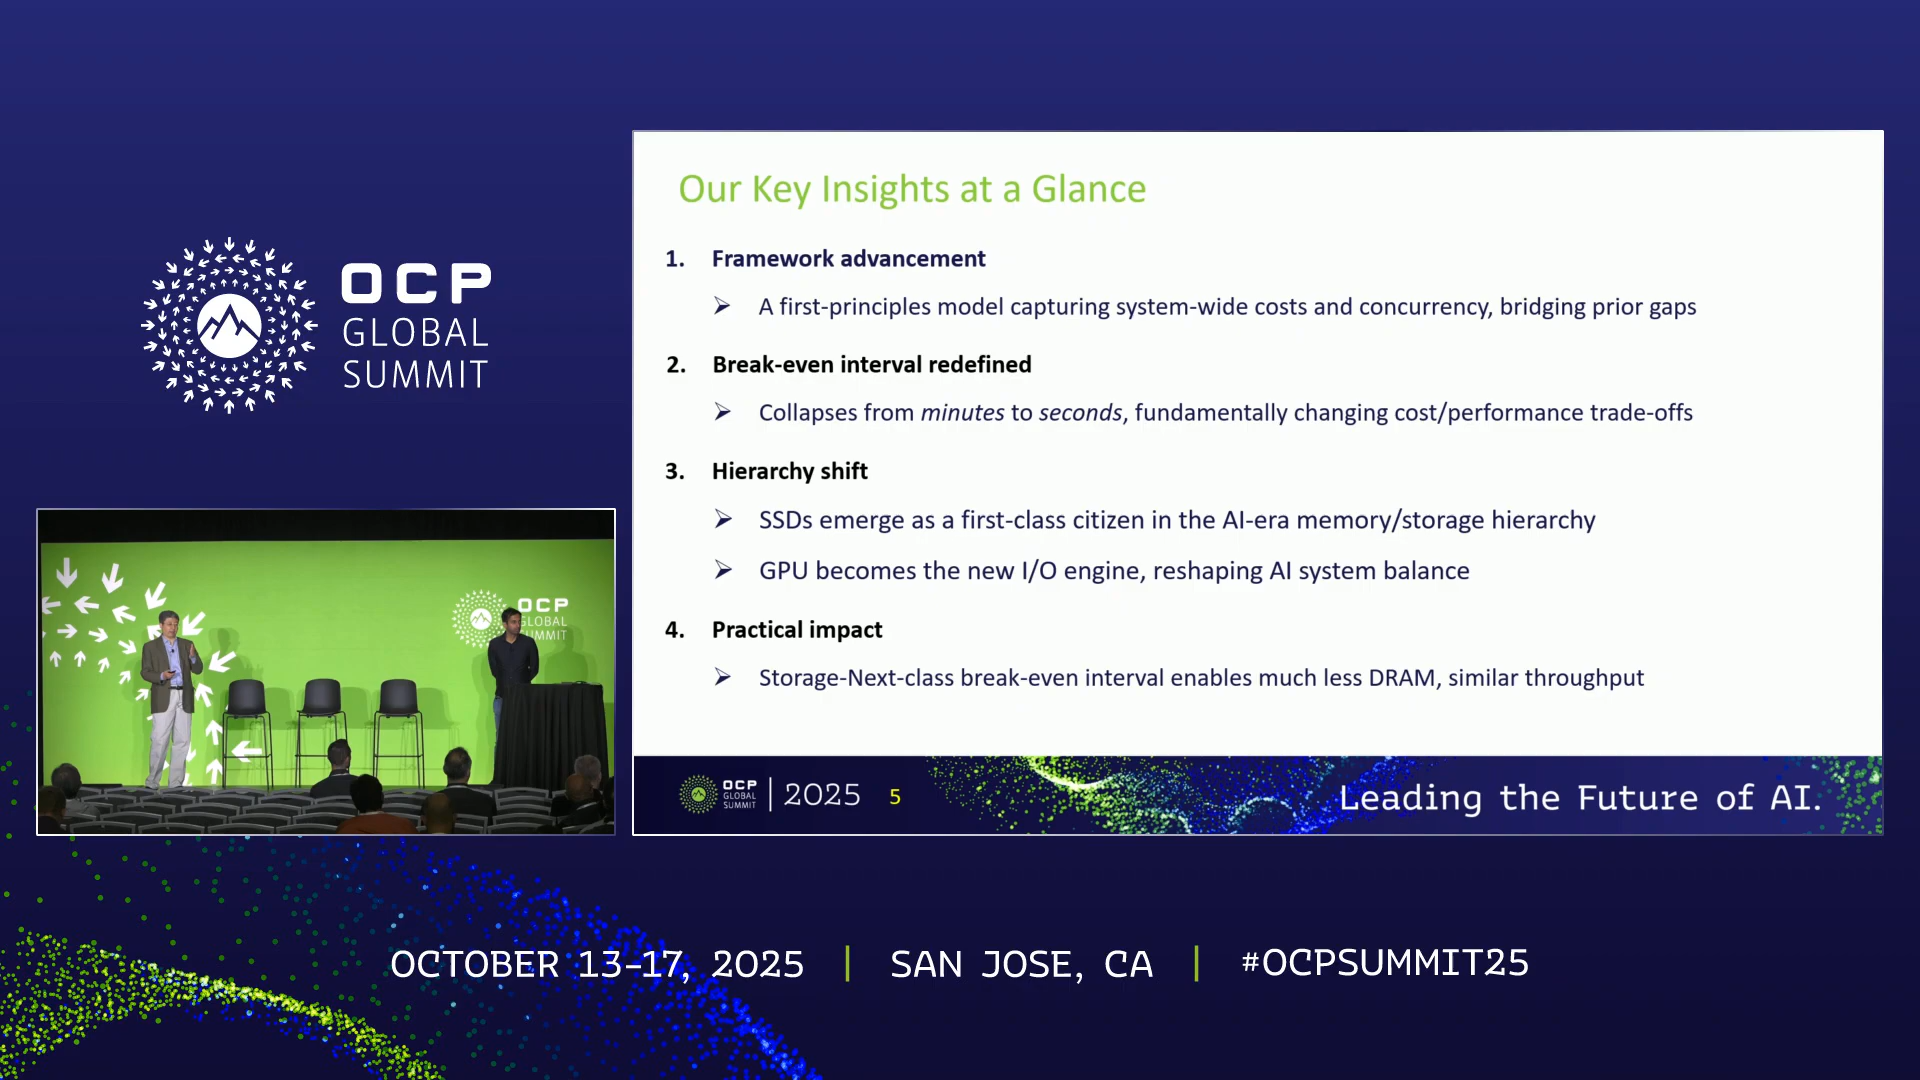 OCP
GLOBAL
SUMMIT
Our Key Insights at a Glance
1. Framework advancement
➢ A first-principles model capturing system-wide costs and concurrency, bridging prior gaps
2. Break-even interval redefined
➢ Collapses from minutes to seconds, fundamentally changing cost/performance trade-offs
3. Hierarchy shift
➢ SSDs emerge as a first-class citizen in the AI-era memory/storage hierarchy
➢ GPU becomes the new I/O engine, reshaping AI system balance
4. Practical impact
➢ Storage-Next-class break-even interval enables much less DRAM, similar throughput
OCP
GLOBAL
SUMMIT
2025
5
Leading the Future of AI.
OCP
GLOBAL
SUMMIT
OCTOBER 13-17, 2025 | SAN JOSE, CA | #OCPSUMMIT25